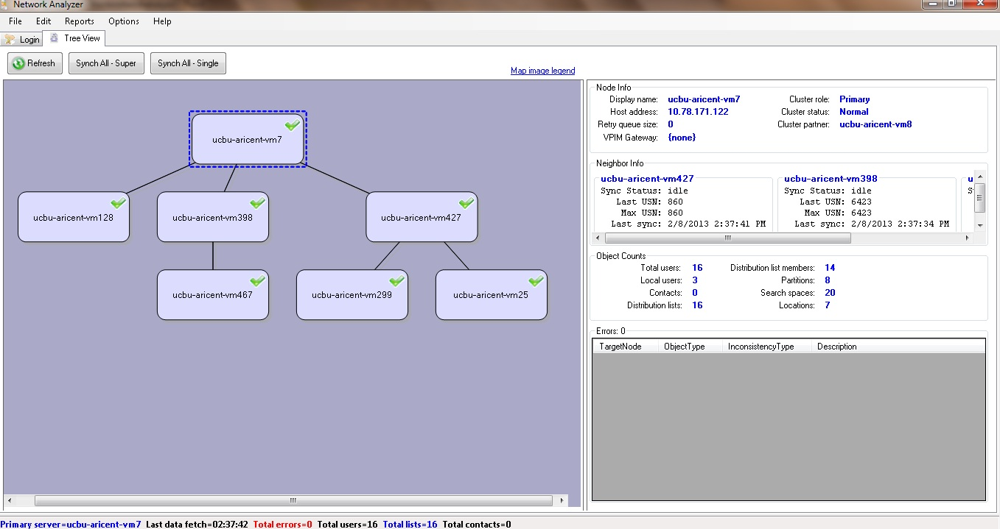 Network Analyzer
File Edit Reports Options Help
Login Tree View
Refresh Synch All - Super Synch All - Single
Map image legend
ucbu-aricent-vm7
ucbu-aricent-vm128 ucbu-aricent-vm398 ucbu-aricent-vm427
ucbu-aricent-vm467 ucbu-aricent-vm299 ucbu-aricent-vm25
Node Info
Display name: ucbu-aricent-vm7 Cluster role: Primary
Host address: 10.78.171.122 Cluster status: Normal
Retry queue size: 0 Cluster partner: ucbu-aricent-vm8
VPIM Gateway: {none}
Neighbor Info
ucbu-aricent-vm427 ucbu-aricent-vm398 u
Sync Status: idle Sync Status: idle S
Last USN: 860 Last USN: 6423
Max USN: 860 Max USN: 6423
Last sync: 2/8/2013 2:37:41 PM Last sync: 2/8/2013 2:37:34 PM
Object Counts
Total users: 16 Distribution list members: 14
Local users: 3 Partitions: 8
Contacts: 0 Search spaces: 20
Distribution lists: 16 Locations: 7
Errors: 0
TargetNode ObjectType InconsistencyType Description
Primary server=ucbu-aricent-vm7 Last data fetch=02:37:42 Total errors=0 Total users=16 Total lists=16 Total contacts=0